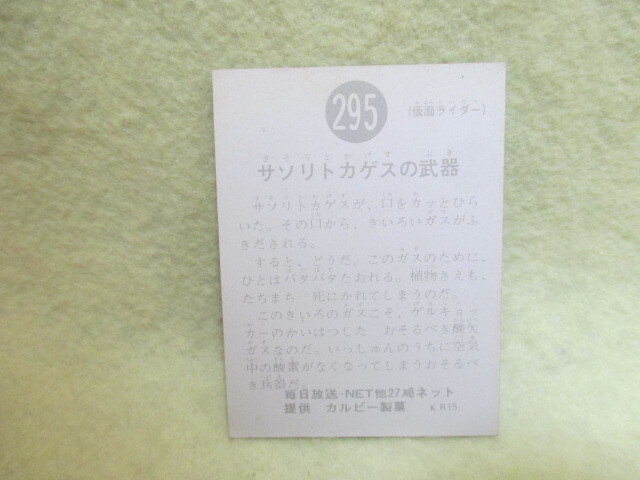 295
(仮面ライダー)
サソリトカゲスの武器
サソリトカゲスが、口をカッとひら
いた。その口から、きいろいガスがふ
きだされる。
すると、どうだ。このガスのために、
ひとはバタバタたおれる。植物さえも、
たちまち 死にかれてしまうのだ。
このきいろのガスこそ、ゲルキョッ
カーのかいはつした おそるべき酸欠
ガスなのだ。いっしゅんのうちに空気
中の酸素がなくなってしまうおそるべ
き兵器だ。
毎日放送・NET他27局ネット
提供 カルビー製菓 KR15